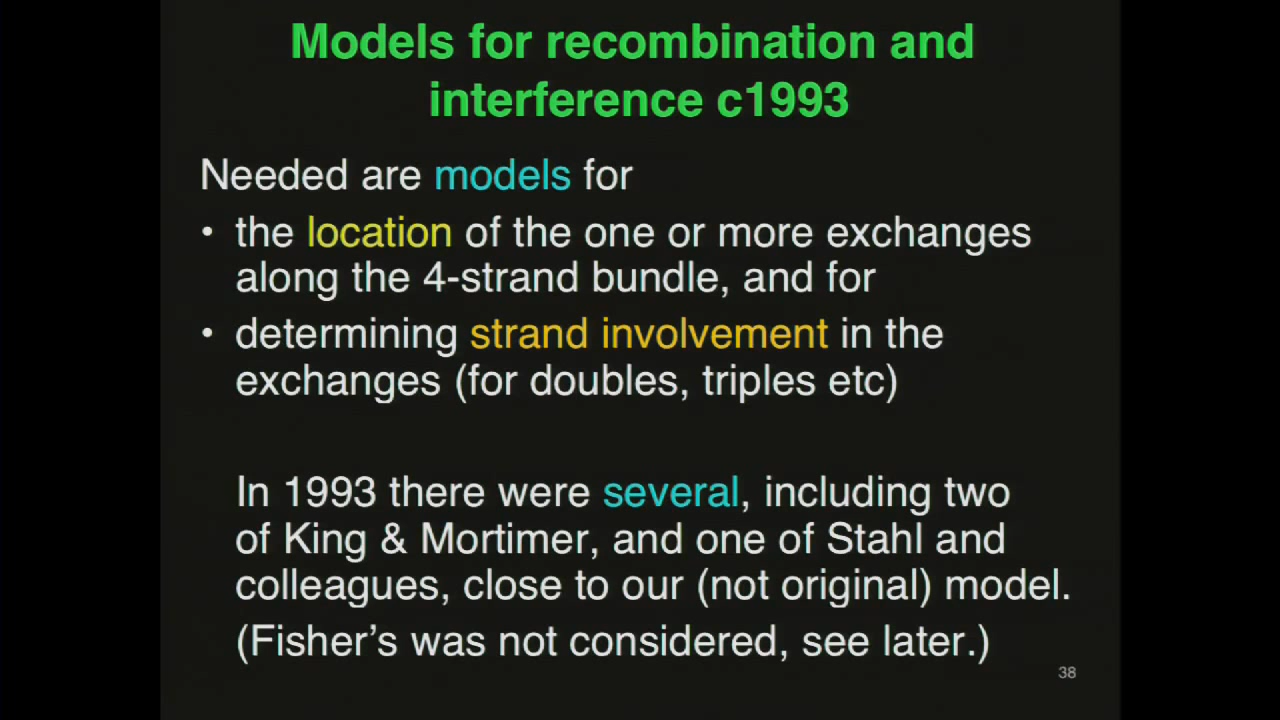 Models for recombination and
interference c1993
Needed are models for
• the location of the one or more exchanges
along the 4-strand bundle, and for
• determining strand involvement in the
exchanges (for doubles, triples etc)
In 1993 there were several, including two
of King & Mortimer, and one of Stahl and
colleagues, close to our (not original) model.
(Fisher’s was not considered, see later.)
38